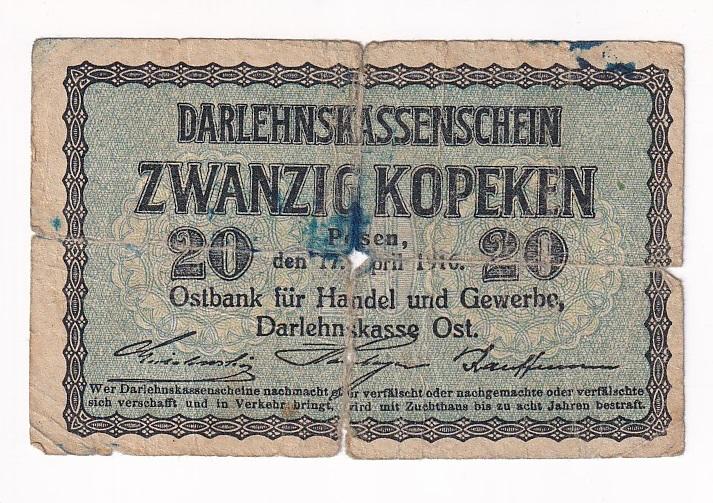 DARLEHNSKASSENSCHEIN
ZWANZIG KOPEKEN
Posen,
20 den 17. April 1916. 20
Ostbank für Handel und Gewerbe,
Darlehnskasse Ost.
Kauffmann
Wer Darlehnskassenscheine nachmacht oder verfälscht oder nachgemachte oder verfälschte
sich verschafft und in Verkehr bringt, wird mit Zuchthaus bis zu acht Jahren bestraft.